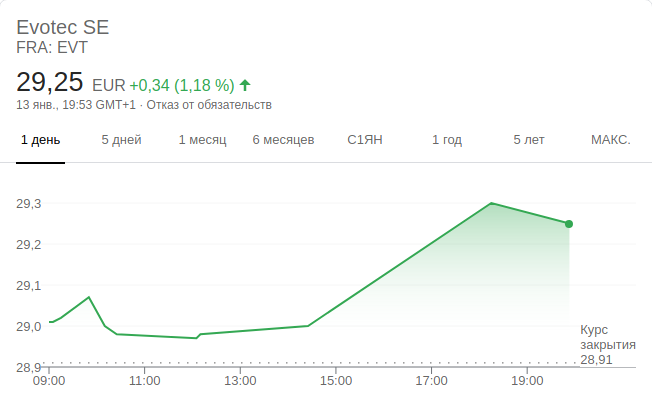 Evotec SE
FRA: EVT
29,25 EUR +0,34 (1,18 %)
13 янв., 19:53 GMT+1 · Отказ от обязательств
1 день 5 дней 1 месяц 6 месяцев С1ЯН 1 год 5 лет МАКС.
29,3
29,2
29,1
29,0
28,9
Курс
закрытия
28,91
09:00 11:00 13:00 15:00 17:00 19:00